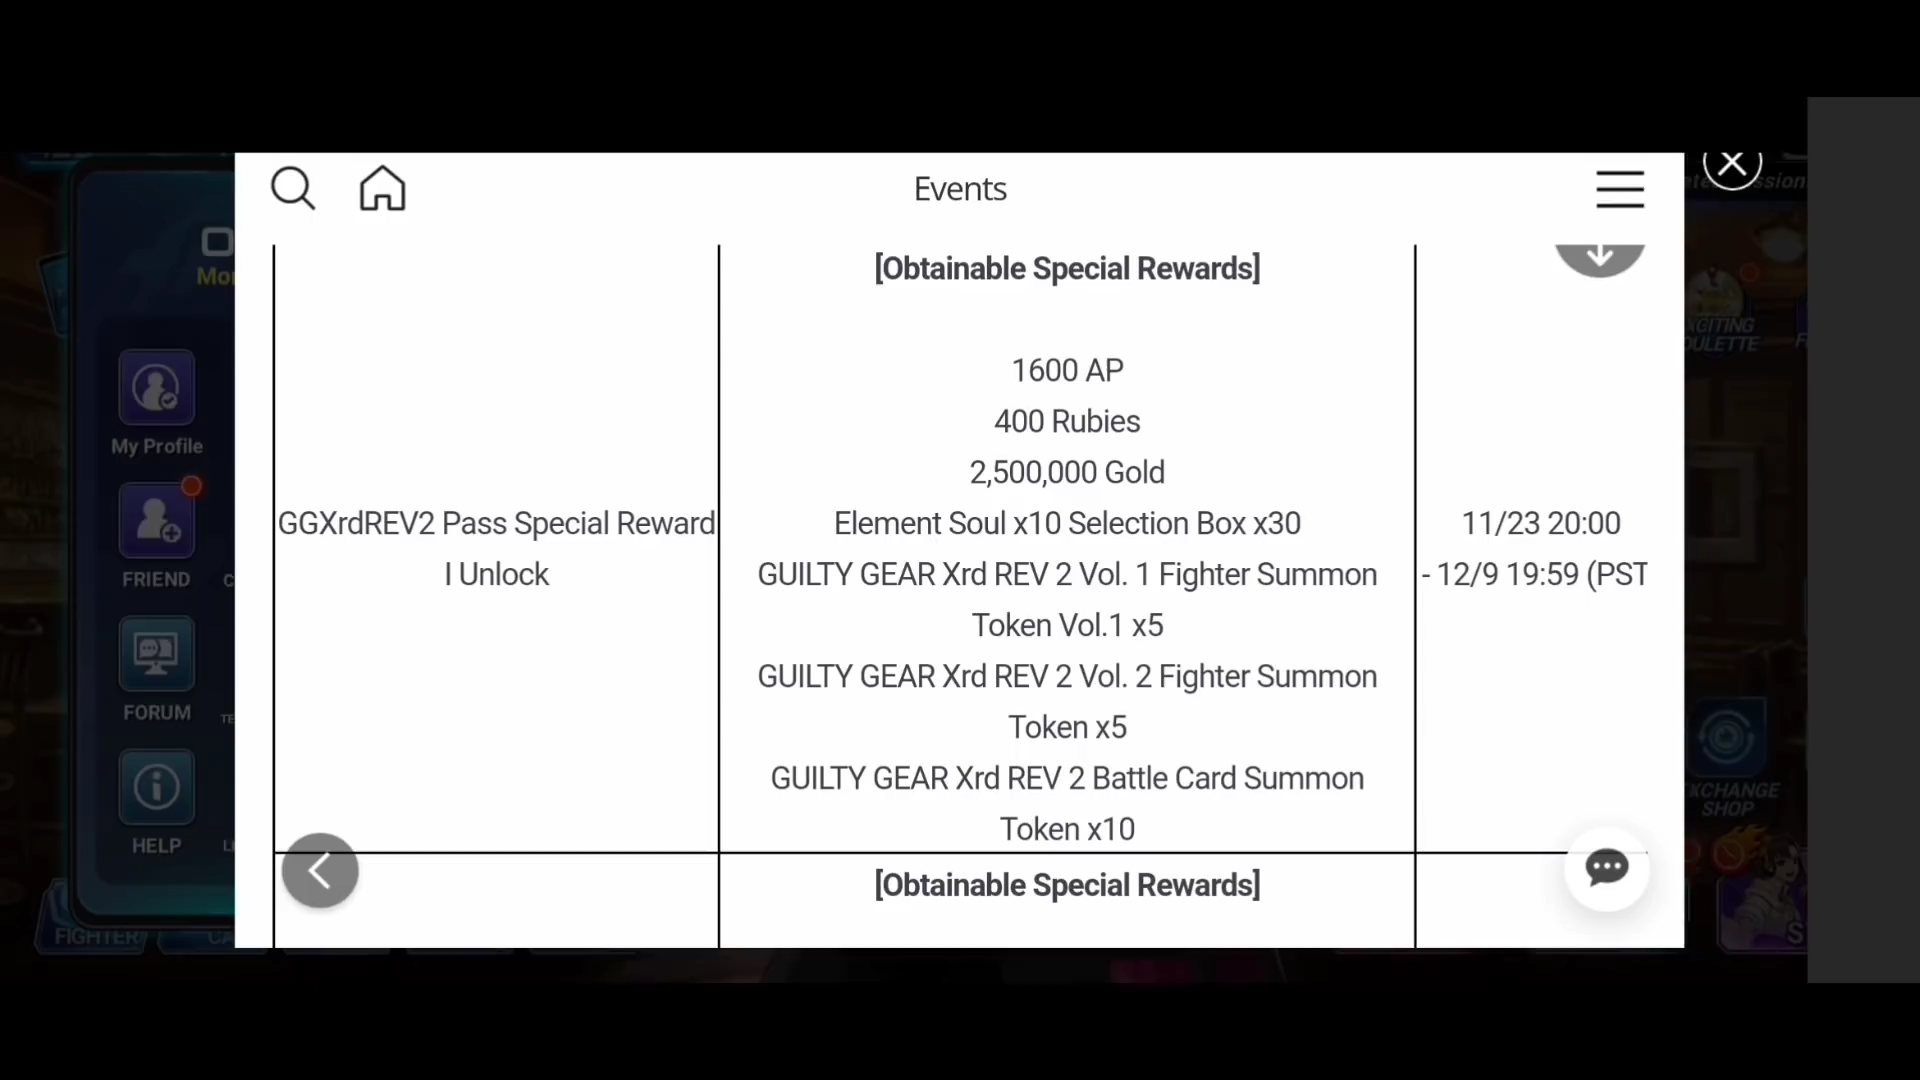 Events
[Obtainable Special Rewards]
1600 AP
400 Rubies
2,500,000 Gold
GGXrdREV2 Pass Special Reward
I Unlock
Element Soul x10 Selection Box x30
GUILTY GEAR Xrd REV 2 Vol. 1 Fighter Summon
Token Vol.1 x5
GUILTY GEAR Xrd REV 2 Vol. 2 Fighter Summon
Token x5
GUILTY GEAR Xrd REV 2 Battle Card Summon
Token x10
11/23 20:00
- 12/9 19:59 (PST
[Obtainable Special Rewards]
My Profile
FRIEND
FORUM
HELP
FIGHTER
EXCHANGE
SHOP